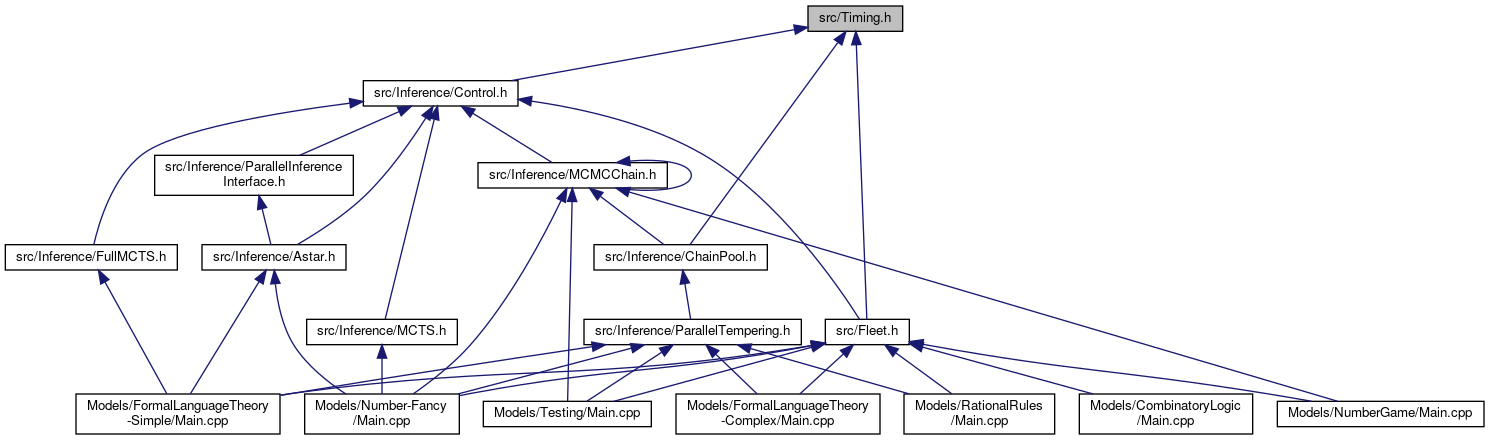 src/Timing.h
src/Inference/Control.h
src/Inference/ParallelInference
Interface.h
src/Inference/MCMCChain.h
src/Inference/FullMCTS.h
src/Inference/Astar.h
src/Inference/ChainPool.h
src/Inference/MCTS.h
src/Inference/ParallelTempering.h
src/Fleet.h
Models/FormalLanguageTheory
-Simple/Main.cpp
Models/Number-Fancy
/Main.cpp
Models/Testing/Main.cpp
Models/FormalLanguageTheory
-Complex/Main.cpp
Models/RationalRules
/Main.cpp
Models/CombinatoryLogic
/Main.cpp
Models/NumberGame/Main.cpp